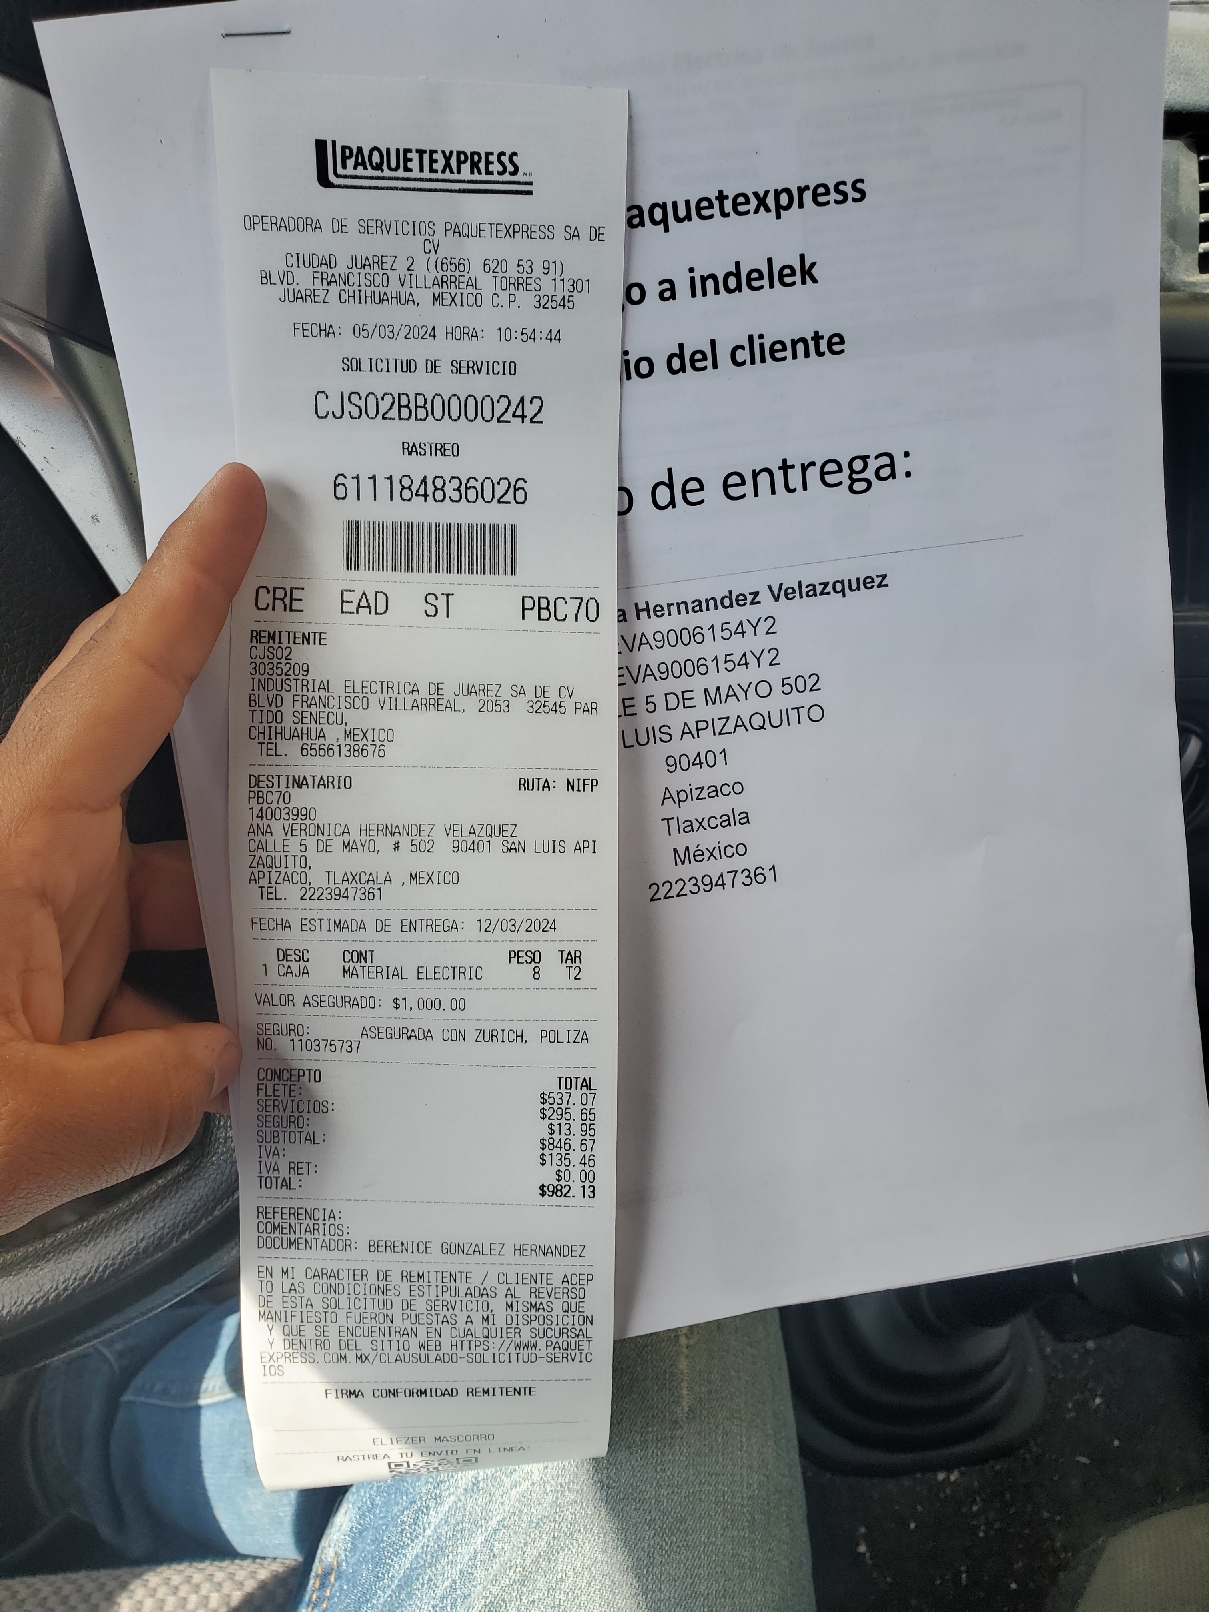 PAQUETEXPRESS
OPERADORA DE SERVICIOS PAQUETEXPRESS SA DE
CV
CIUDAD JUAREZ 2 ((656) 620 53 91)
BLVD. FRANCISCO VILLARREAL TORRES 11301
JUAREZ CHIHUAHUA, MEXICO C.P. 32545
FECHA: 05/03/2024 HORA: 10:54:44
SOLICITUD DE SERVICIO
CJS02BB0000242
RASTREO
611184836026
CRE EAD ST PBC70
REMITENTE
CJS02
3035209
INDUSTRIAL ELECTRICA DE JUAREZ SA DE CV
BLVD FRANCISCO VILLARREAL, 2053 32545 PAR
TIDO SENECU,
CHIHUAHUA ,MEXICO
TEL. 6566138676
DESTINATARIO RUTA: NIFP
PBC70
14003990
ANA VERONICA HERNANDEZ VELAZQUEZ
CALLE 5 DE MAYO, # 502 90401 SAN LUIS API
ZAQUITO,
APIZACO, TLAXCALA ,MEXICO
TEL. 2223947361
FECHA ESTIMADA DE ENTREGA: 12/03/2024
DESC CONT PESO TAR
1 CAJA MATERIAL ELECTRIC 8 T2
VALOR ASEGURADO: $1,000.00
SEGURO: ASEGURADA CON ZURICH, POLIZA
NO. 110375737
CONCEPTO TOTAL
FLETE: $537.07
SERVICIOS: $295.65
SEGURO: $13.95
SUBTOTAL: $846.67
IVA: $135.46
IVA RET: $0.00
TOTAL: $982.13
REFERENCIA:
COMENTARIOS:
DOCUMENTADOR: BERENICE GONZALEZ HERNANDEZ
EN MI CARACTER DE REMITENTE / CLIENTE ACEP
TO LAS CONDICIONES ESTIPULADAS AL REVERSO
DE ESTA SOLICITUD DE SERVICIO, MISMAS QUE
MANIFIESTO FUERON PUESTAS A MI DISPOSICION
Y QUE SE ENCUENTRAN EN CUALQUIER SUCURSAL
Y DENTRO DEL SITIO WEB HTTPS://WWW.PAQUET
EXPRESS.COM.MX/CLAUSULADO-SOLICITUD-SERVIC
IOS
FIRMA CONFORMIDAD REMITENTE
ELIEZER MASCORRO
RASTREA TU ENVIO EN LINEA:
aquetexpress
o a indelek
io del cliente
o de entrega:
a Hernandez Velazquez
EVA9006154Y2
EVA9006154Y2
LE 5 DE MAYO 502
LUIS APIZAQUITO
90401
Apizaco
Tlaxcala
México
2223947361